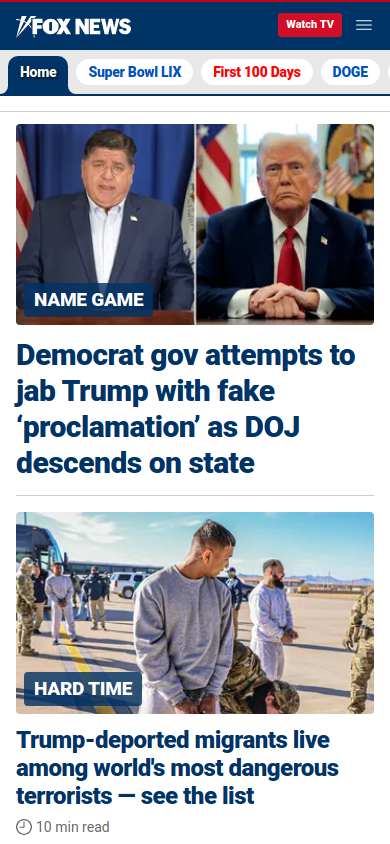 FOX NEWS
Watch TV
Home
Super Bowl LIX
First 100 Days
DOGE
NAME GAME
Democrat gov attempts to
jab Trump with fake
‘proclamation’ as DOJ
descends on state
HARD TIME
Trump-deported migrants live
among world's most dangerous
terrorists — see the list
10 min read